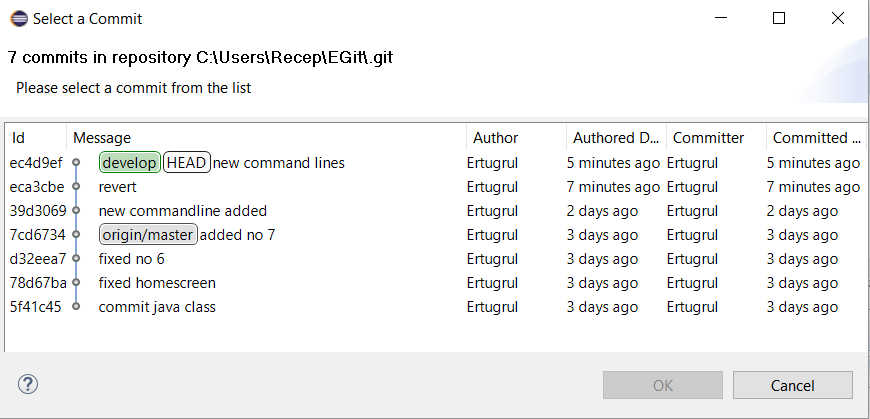 Select a Commit
7 commits in repository C:\Users\Recep\EGit\.git
Please select a commit from the list
Id Message Author Authored D... Committer Committed ...
ec4d9ef develop HEAD new command lines Ertugrul 5 minutes ago Ertugrul 5 minutes ago
eca3cbe revert Ertugrul 7 minutes ago Ertugrul 7 minutes ago
39d3069 new commandline added Ertugrul 2 days ago Ertugrul 2 days ago
7cd6734 origin/master added no 7 Ertugrul 3 days ago Ertugrul 3 days ago
d32eea7 fixed no 6 Ertugrul 3 days ago Ertugrul 3 days ago
78d67ba fixed homescreen Ertugrul 3 days ago Ertugrul 3 days ago
5f41c45 commit java class Ertugrul 3 days ago Ertugrul 3 days ago
? OK Cancel